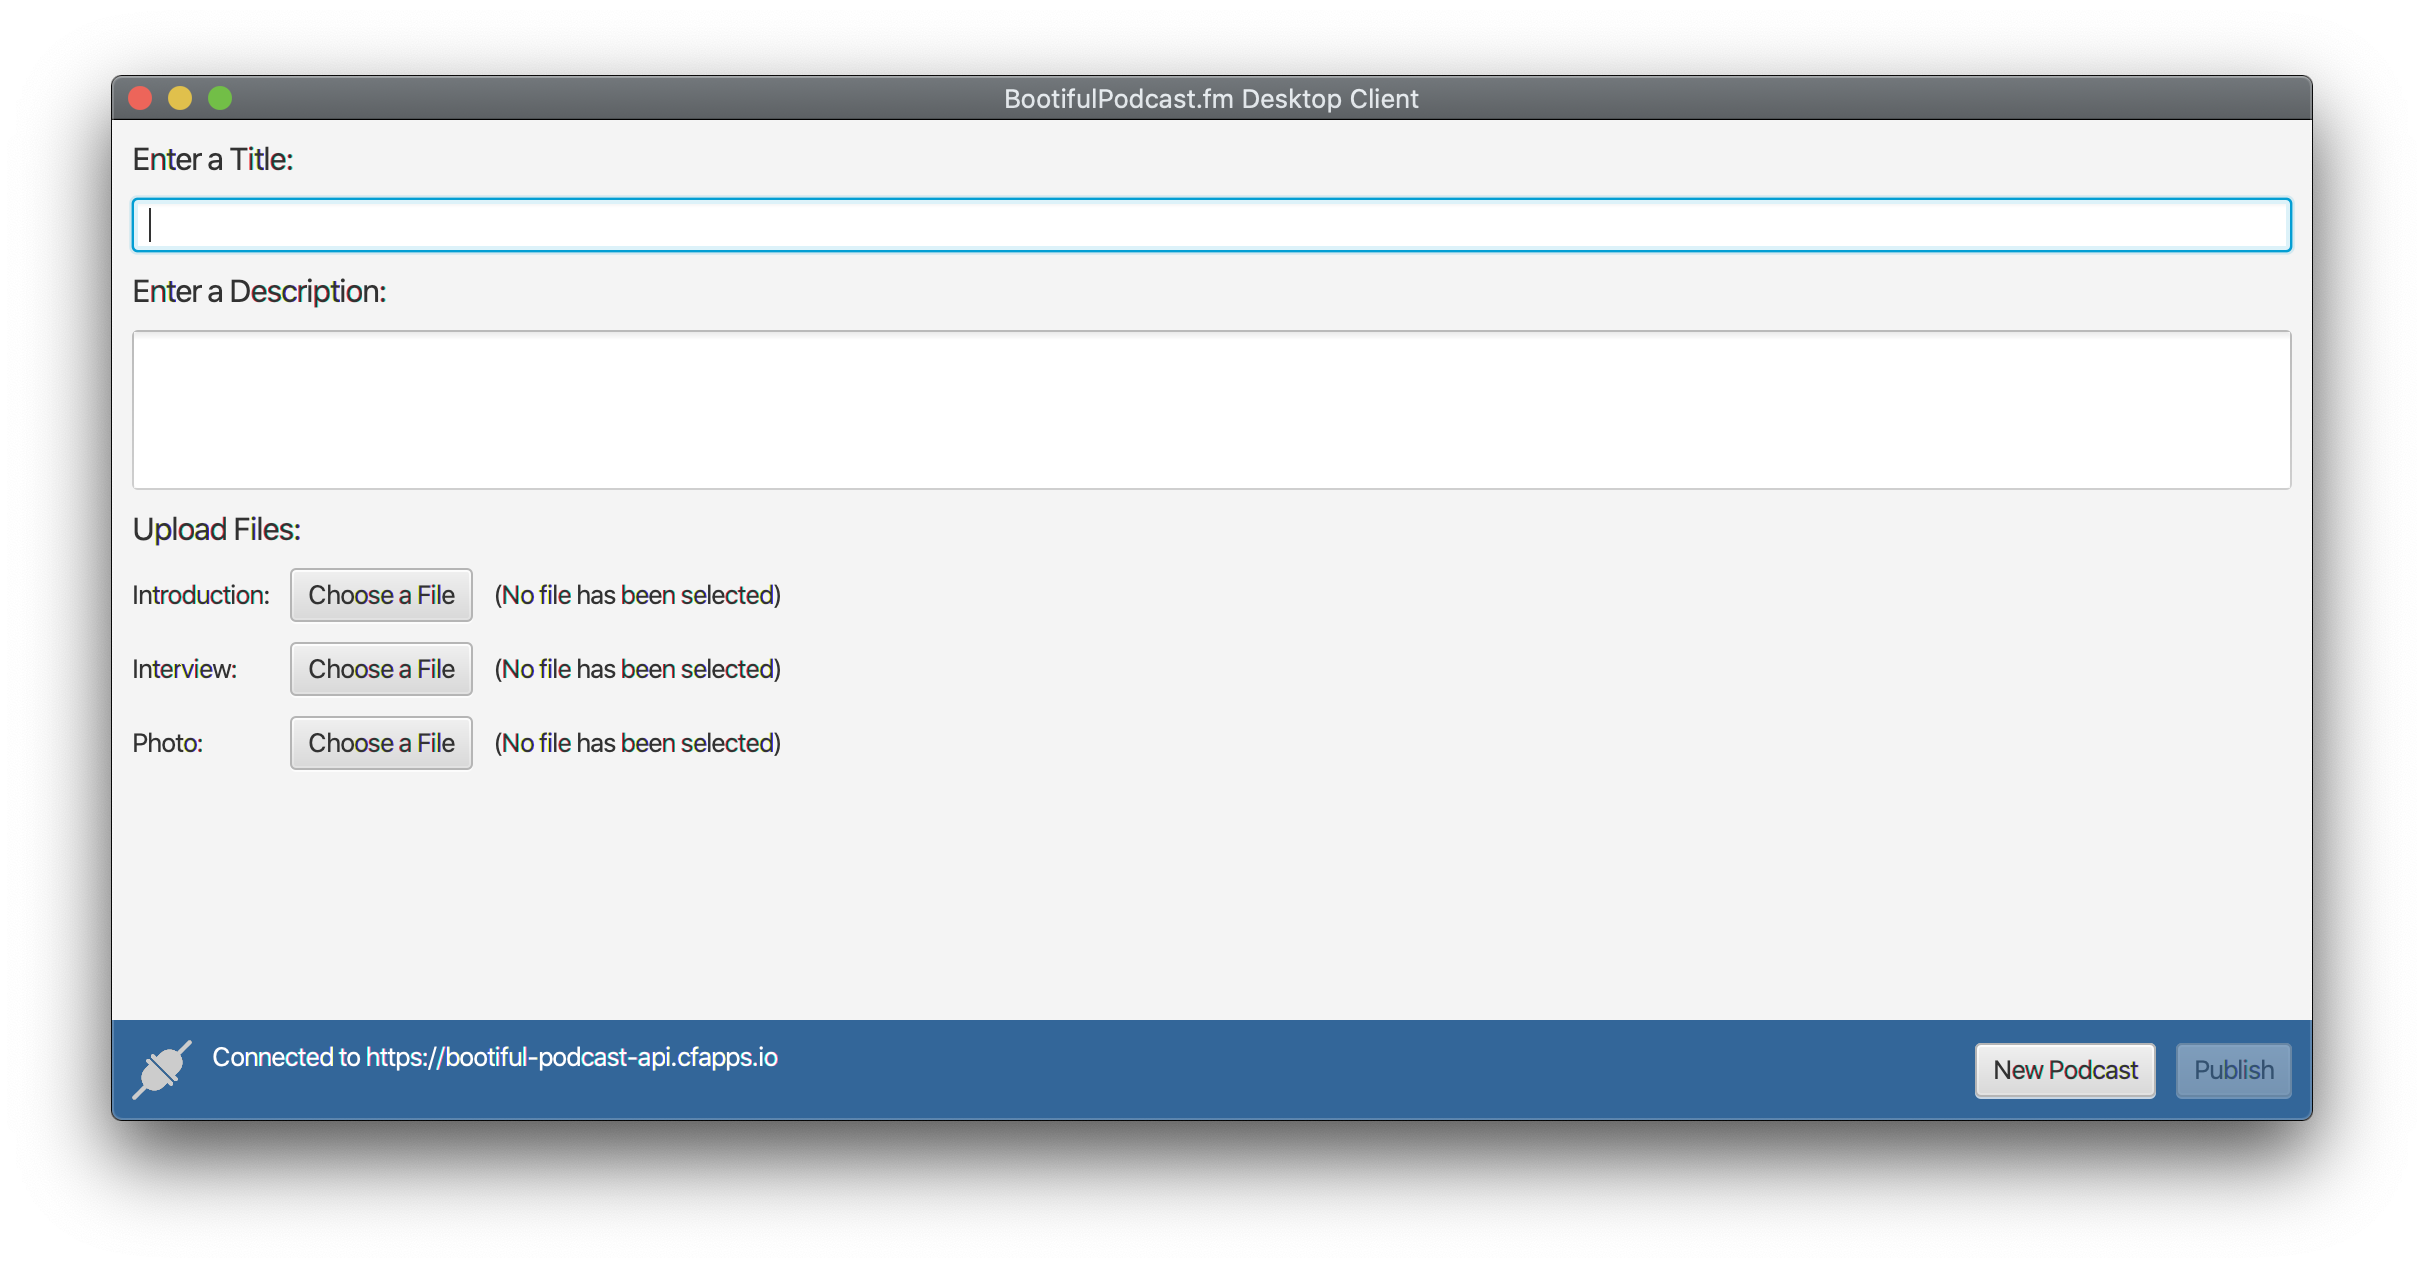 BootifulPodcast.fm Desktop Client
Enter a Title:
Enter a Description:
Upload Files:
Introduction: Choose a File (No file has been selected)
Interview: Choose a File (No file has been selected)
Photo: Choose a File (No file has been selected)
Connected to https://bootiful-podcast-api.cfapps.io New Podcast Publish